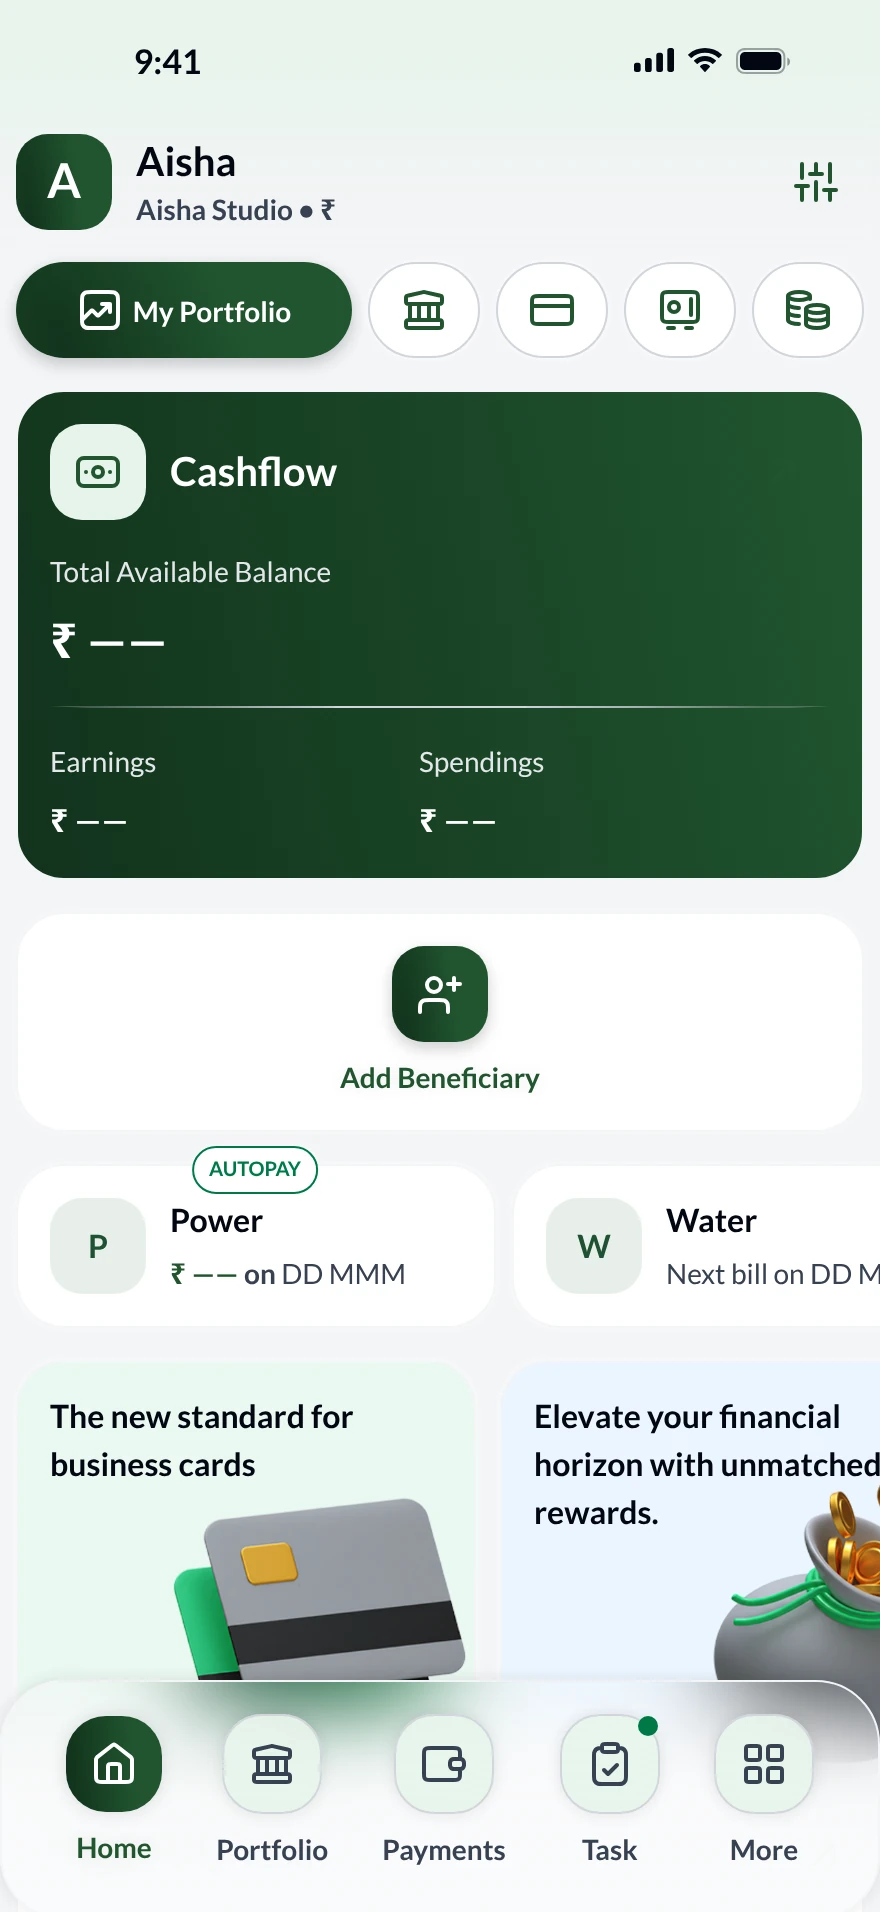 9:41
A
Aisha
Aisha Studio • ₹
My Portfolio
Cashflow
Total Available Balance
₹ ——
Earnings
Spendings
₹ ——
₹ ——
Add Beneficiary
AUTOPAY
P
Power
₹ —— on DD MMM
W
Water
Next bill on DD M
The new standard for
business cards
Elevate your financial
horizon with unmatched
rewards.
Home
Portfolio
Payments
Task
More